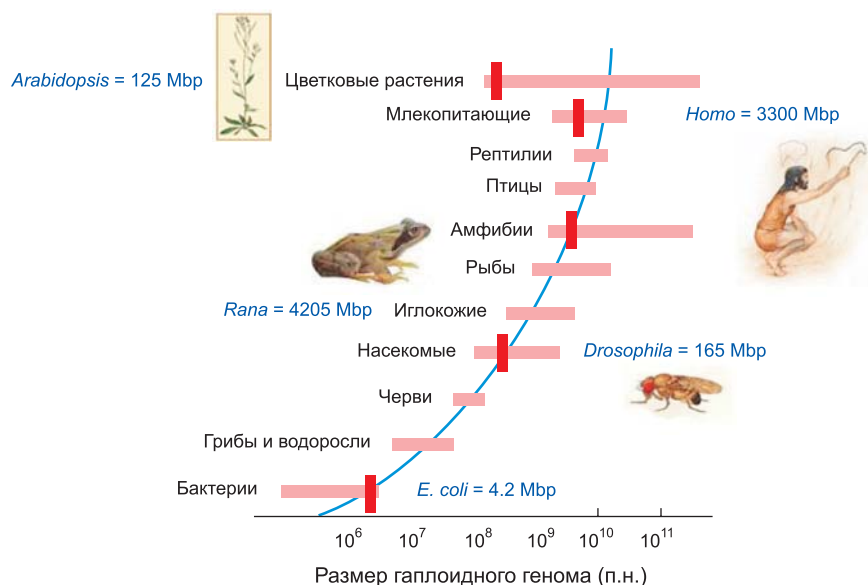 Arabidopsis = 125 Mbp
Цветковые растения
Млекопитающие
Homo = 3300 Mbp
Рептилии
Птицы
Амфибии
Рыбы
Rana = 4205 Mbp
Иглокожие
Насекомые
Drosophila = 165 Mbp
Черви
Грибы и водоросли
Бактерии
E. coli = 4.2 Mbp
10⁶ 10⁷ 10⁸ 10⁹ 10¹⁰ 10¹¹
Размер гаплоидного генома (п.н.)